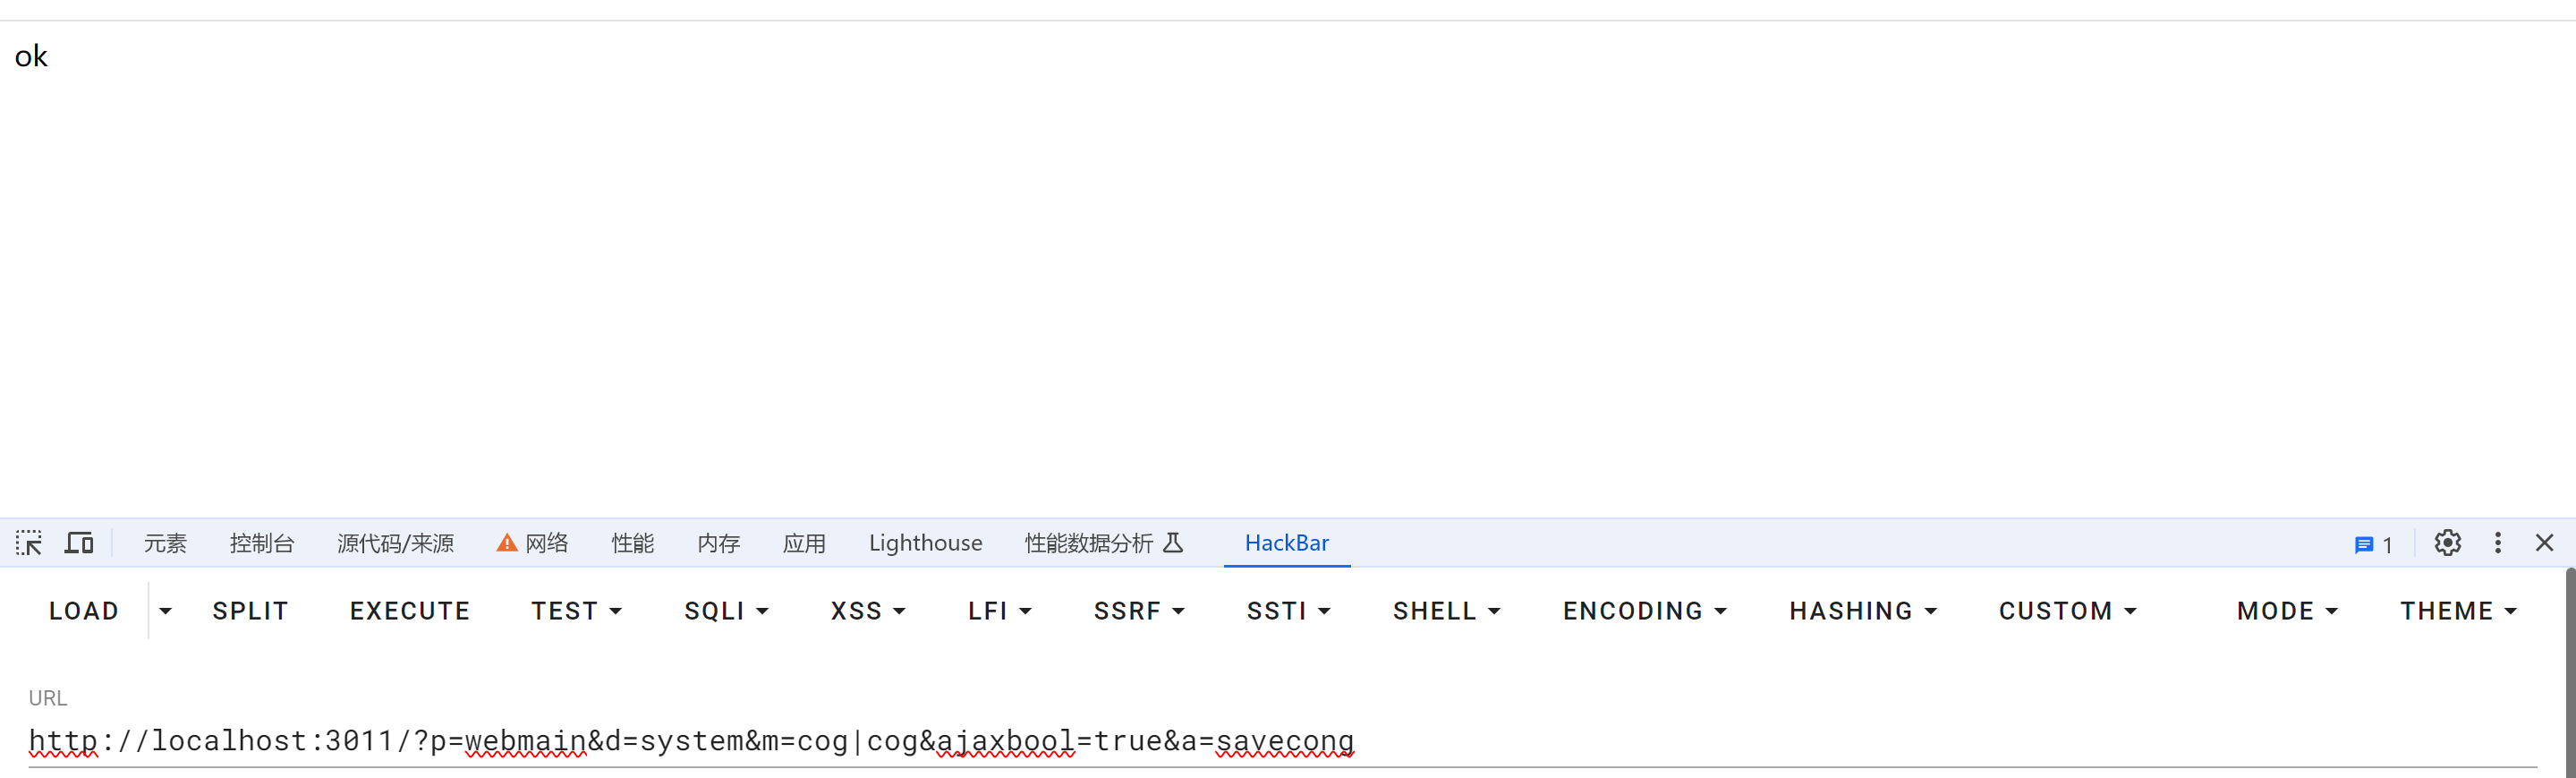 ok
元素 控制台 源代码/来源 网络 性能 内存 应用 Lighthouse 性能数据分析 HackBar 1
LOAD SPLIT EXECUTE TEST SQLI XSS LFI SSRF SSTI SHELL ENCODING HASHING CUSTOM MODE THEME
URL
http://localhost:3011/?p=webmain&d=system&m=cog|cog&ajaxbool=true&a=savecong